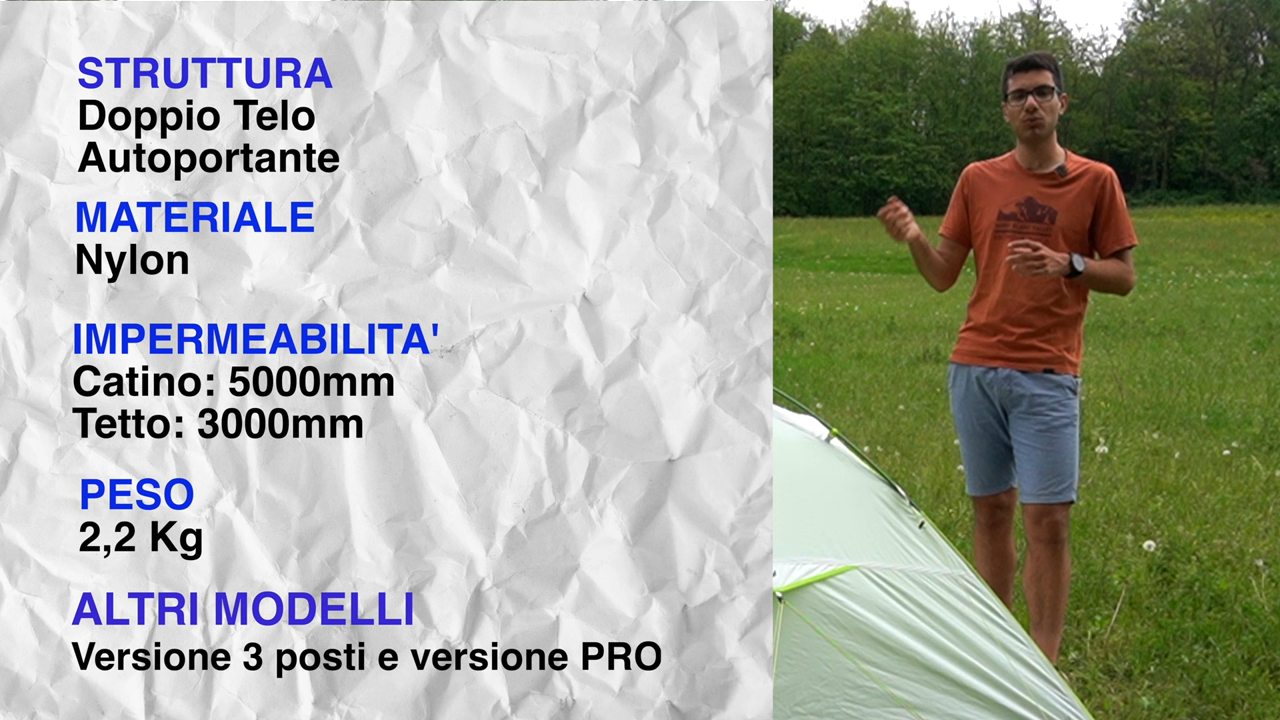 STRUTTURA
Doppio Telo
Autoportante
MATERIALE
Nylon
IMPERMEABILITA'
Catino: 5000mm
Tetto: 3000mm
PESO
2,2 Kg
ALTRI MODELLI
Versione 3 posti e versione PRO